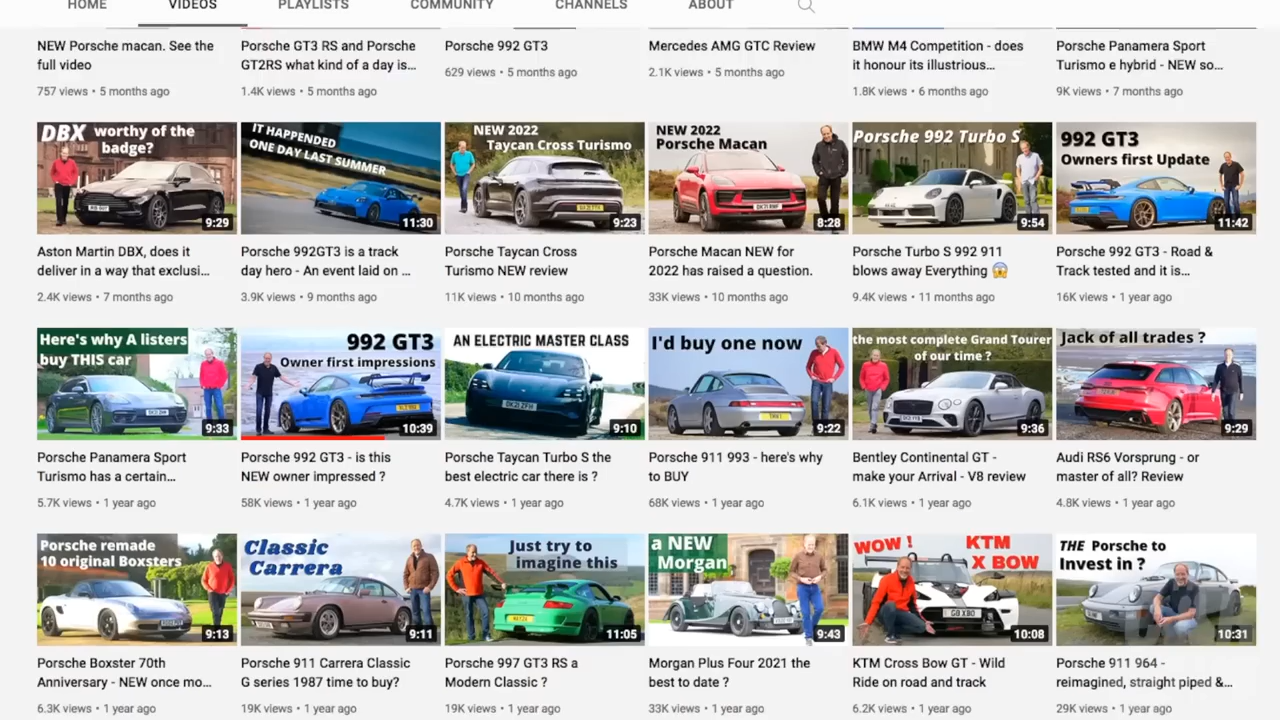 HOME VIDEOS PLAYLISTS COMMUNITY CHANNELS ABOUT
NEW Porsche macan. See the
full video
757 views • 5 months ago
Porsche GT3 RS and Porsche
GT2RS what kind of a day is...
1.4K views • 5 months ago
Porsche 992 GT3
629 views • 5 months ago
Mercedes AMG GTC Review
2.1K views • 5 months ago
BMW M4 Competition - does
it honour its illustrious...
1.8K views • 6 months ago
Porsche Panamera Sport
Turismo e hybrid - NEW so...
9K views • 7 months ago
DBX worthy of the
badge?
9:29
Aston Martin DBX, does it
deliver in a way that exclusi...
2.4K views • 7 months ago
IT HAPPENED
ONE DAY LAST SUMMER
11:30
Porsche 992GT3 is a track
day hero - An event laid on ...
3.9K views • 9 months ago
NEW 2022
Taycan Cross Turismo
9:23
Porsche Taycan Cross
Turismo NEW review
11K views • 10 months ago
NEW 2022
Porsche Macan
8:28
Porsche Macan NEW for
2022 has raised a question.
33K views • 10 months ago
Porsche 992 Turbo S
9:54
Porsche Turbo S 992 911
blows away Everything 😱
9.4K views • 11 months ago
992 GT3
Owners first Update
11:42
Porsche 992 GT3 - Road &
Track tested and it is...
16K views • 1 year ago
Here's why A listers
buy THIS car
9:33
Porsche Panamera Sport
Turismo has a certain...
5.7K views • 1 year ago
992 GT3
Owner first impressions
10:39
Porsche 992 GT3 - is this
NEW owner impressed ?
58K views • 1 year ago
AN ELECTRIC MASTER CLASS
9:10
Porsche Taycan Turbo S the
best electric car there is ?
4.7K views • 1 year ago
I'd buy one now
9:22
Porsche 911 993 - here's why
to BUY
68K views • 1 year ago
the most complete Grand Tourer
of our time ?
9:36
Bentley Continental GT -
make your Arrival - V8 review
6.1K views • 1 year ago
Jack of all trades ?
9:29
Audi RS6 Vorsprung - or
master of all? Review
4.8K views • 1 year ago
Porsche remade
10 original Boxsters
9:13
Porsche Boxster 70th
Anniversary - NEW once mo...
6.3K views • 1 year ago
Classic
Carrera
9:11
Porsche 911 Carrera Classic
G series 1987 time to buy?
19K views • 1 year ago
Just try to
imagine this
11:05
Porsche 997 GT3 RS a
Modern Classic ?
19K views • 1 year ago
a NEW
Morgan
9:43
Morgan Plus Four 2021 the
best to date ?
33K views • 1 year ago
WOW ! KTM
X BOW
G8 XBO
10:08
KTM Cross Bow GT - Wild
Ride on road and track
6.2K views • 1 year ago
THE Porsche to
Invest in ?
10:31
Porsche 911 964 -
reimagined, straight piped &...
29K views • 1 year ago